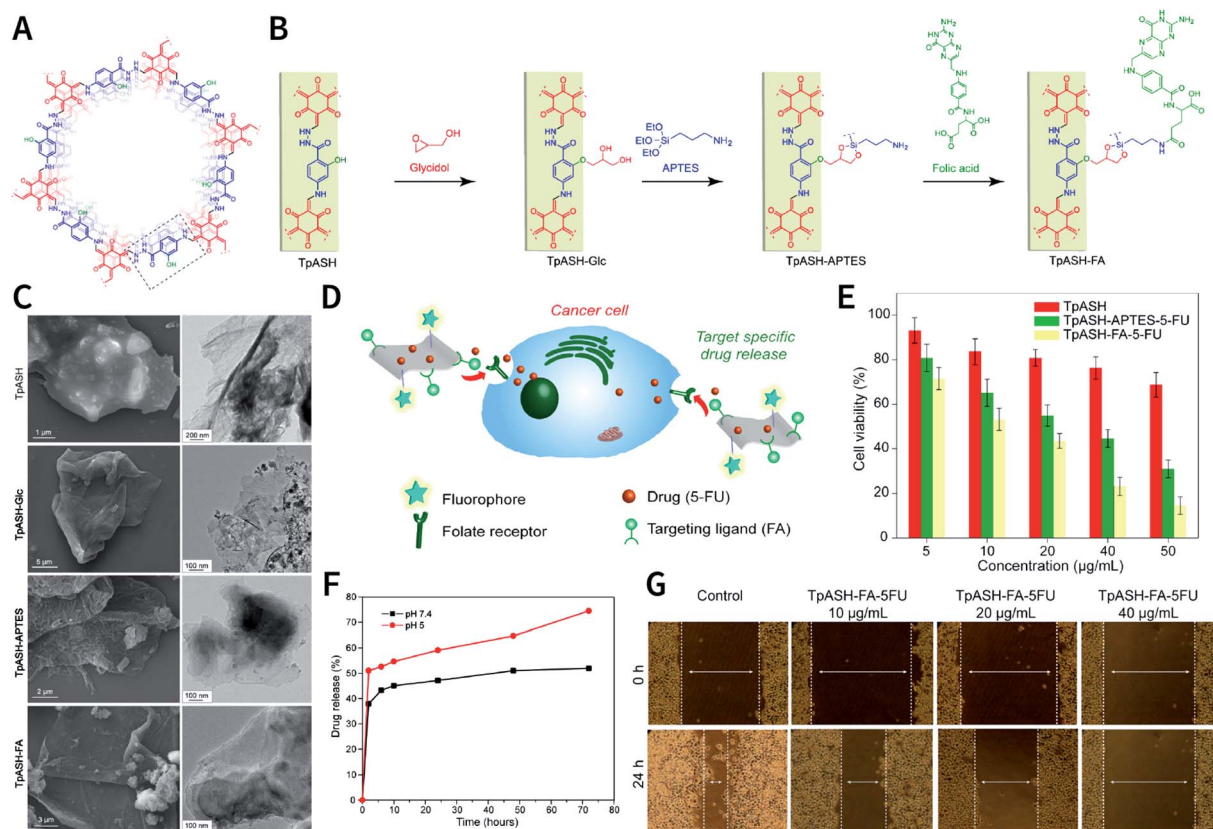 A
B
OH
Glycidol
EtO
EtO
EtO
Si
NH₂
APTES
Folic acid
TpASH
TpASH-Glc
TpASH-APTES
TpASH-FA
C
TpASH
1 µm
200 nm
TpASH-Glc
5 µm
100 nm
TpASH-APTES
2 µm
100 nm
TpASH-FA
3 µm
100 nm
D
Cancer cell
Target specific
drug release
Fluorophore
Drug (5-FU)
Folate receptor
Targeting ligand (FA)
E
TpASH
TpASH-APTES-5-FU
TpASH-FA-5-FU
Cell viability (%)
100
80
60
40
20
0
5 10 20 40 50
Concentration (µg/mL)
F
pH 7.4
pH 5
Drug release (%)
80
70
60
50
40
30
20
10
0
0 10 20 30 40 50 60 70 80
Time (hours)
G
Control
TpASH-FA-5FU
10 µg/mL
TpASH-FA-5FU
20 µg/mL
TpASH-FA-5FU
40 µg/mL
0 h
24 h